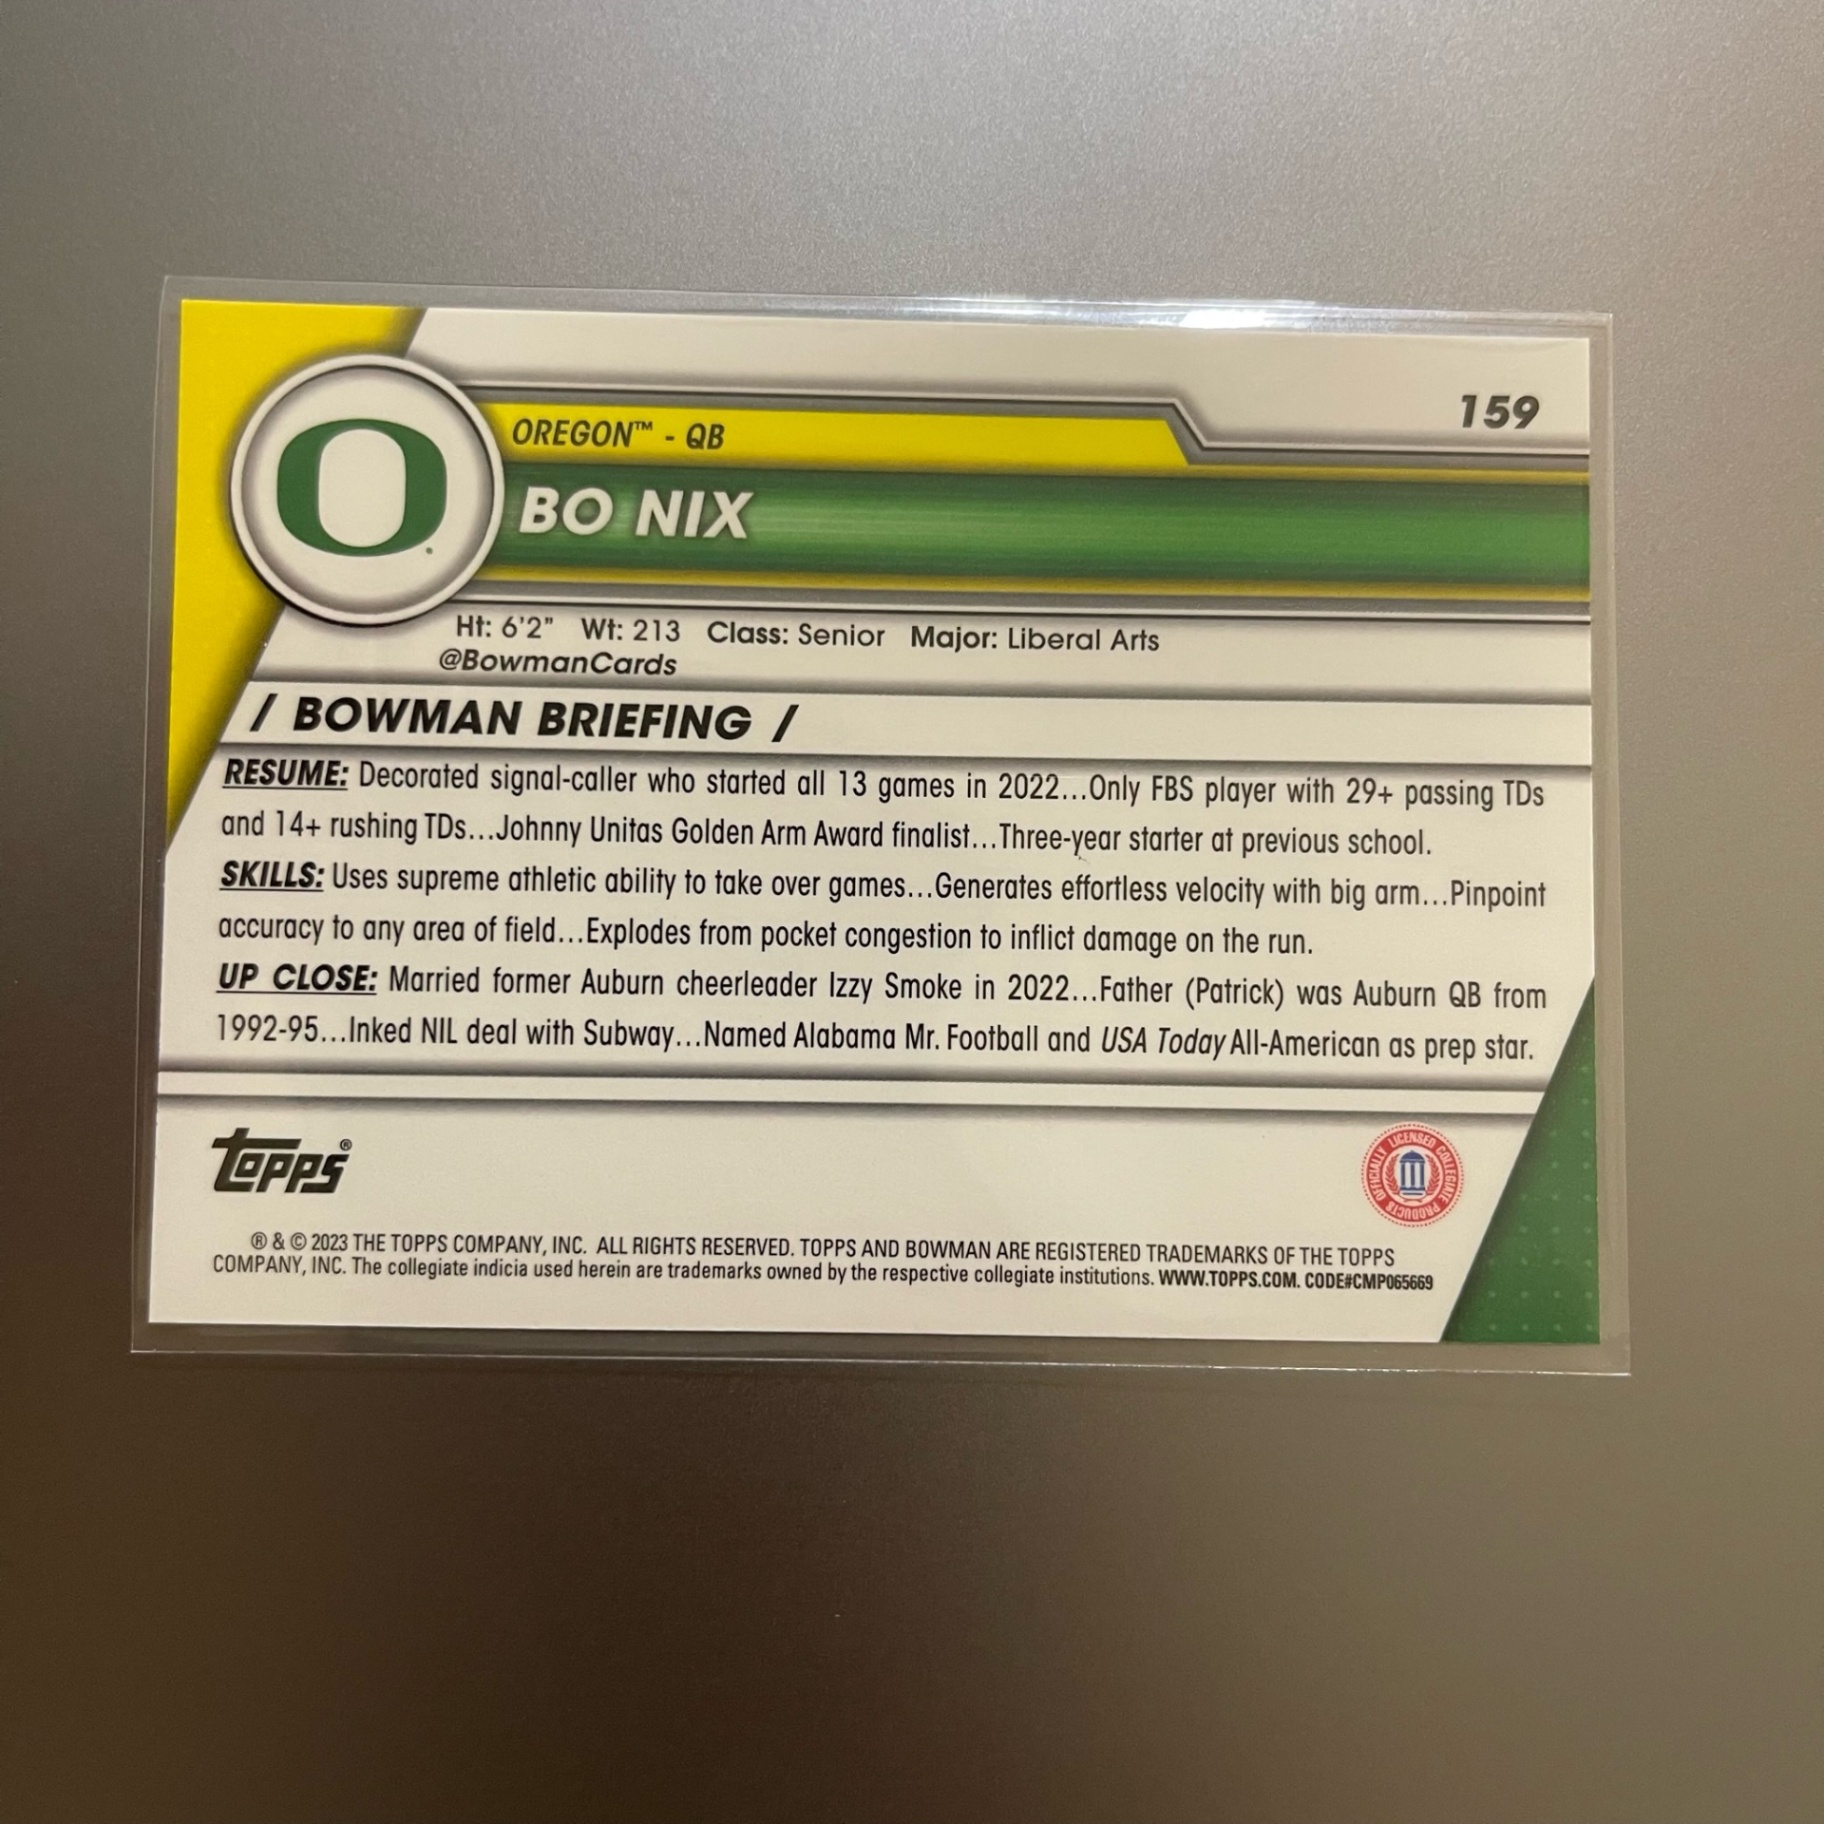 159
OREGON™ - QB
BO NIX
Ht: 6'2" Wt: 213 Class: Senior Major: Liberal Arts
@BowmanCards
/ BOWMAN BRIEFING /
RESUME: Decorated signal-caller who started all 13 games in 2022...Only FBS player with 29+ passing TDs
and 14+ rushing TDs...Johnny Unitas Golden Arm Award finalist...Three-year starter at previous school.
SKILLS: Uses supreme athletic ability to take over games...Generates effortless velocity with big arm...Pinpoint
accuracy to any area of field...Explodes from pocket congestion to inflict damage on the run.
UP CLOSE: Married former Auburn cheerleader Izzy Smoke in 2022...Father (Patrick) was Auburn QB from
1992-95...Inked NIL deal with Subway...Named Alabama Mr. Football and USA Today All-American as prep star.
Topps®
OFFICIALLY LICENSED COLLEGIATE PRODUCTS
® & © 2023 THE TOPPS COMPANY, INC. ALL RIGHTS RESERVED. TOPPS AND BOWMAN ARE REGISTERED TRADEMARKS OF THE TOPPS
COMPANY, INC. The collegiate indicia used herein are trademarks owned by the respective collegiate institutions. WWW.TOPPS.COM. CODE#CMP065669